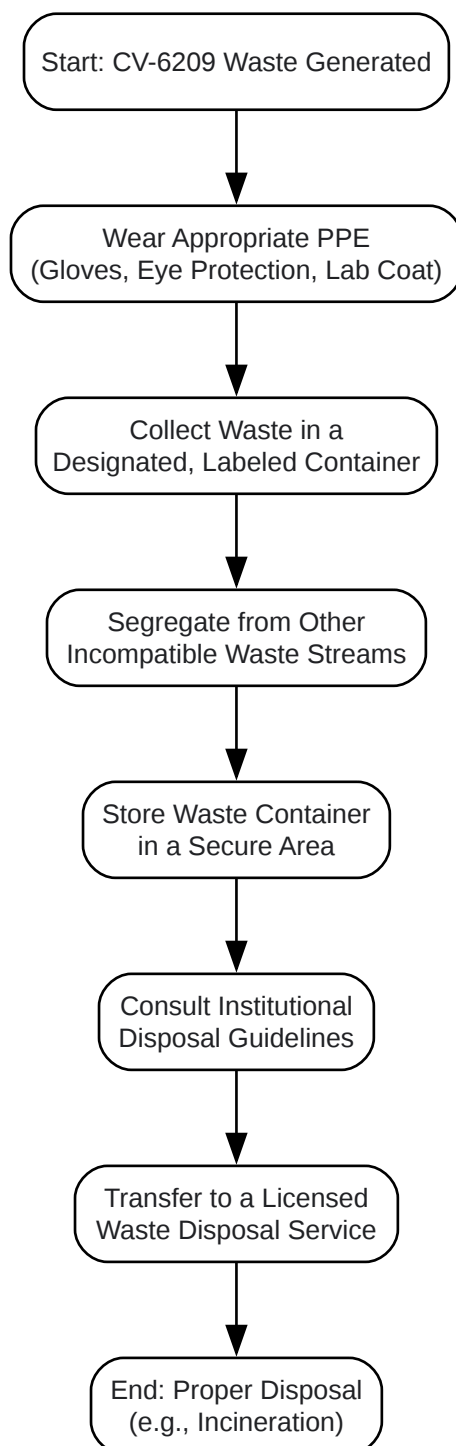 Start: CV-6209 Waste Generated
Wear Appropriate PPE
(Gloves, Eye Protection, Lab Coat)
Collect Waste in a
Designated, Labeled Container
Segregate from Other
Incompatible Waste Streams
Store Waste Container
in a Secure Area
Consult Institutional
Disposal Guidelines
Transfer to a Licensed
Waste Disposal Service
End: Proper Disposal
(e.g., Incineration)